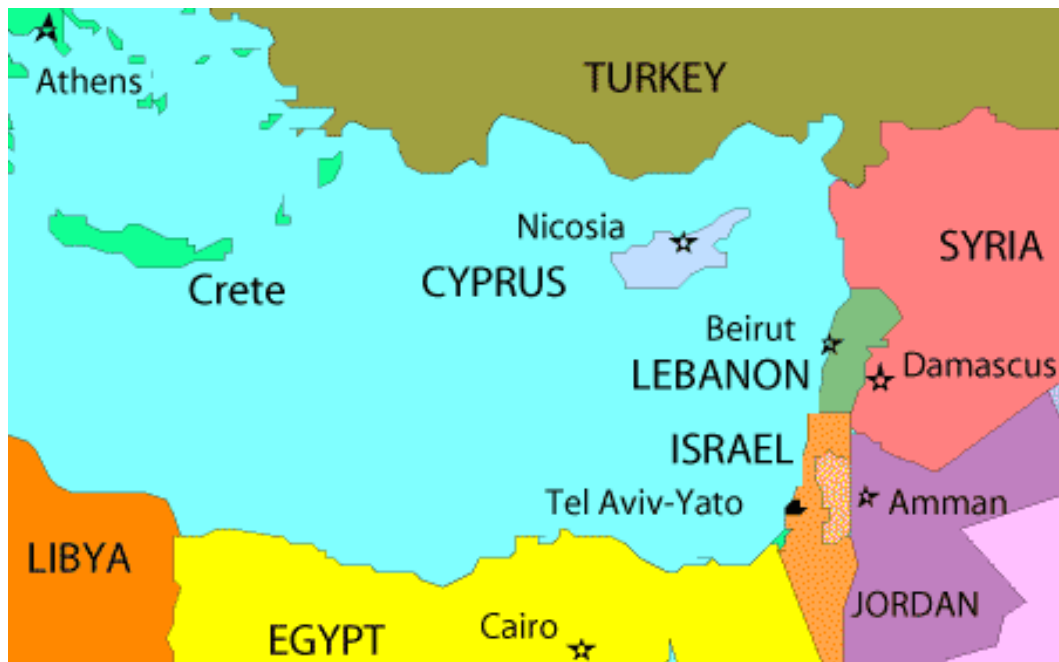 TURKEY
Athens
Nicosia
SYRIA
CYPRUS
Crete
Beirut
Damascus
LEBANON
ISRAEL
Tel Aviv-Yato
Amman
LIBYA
JORDAN
EGYPT
Cairo